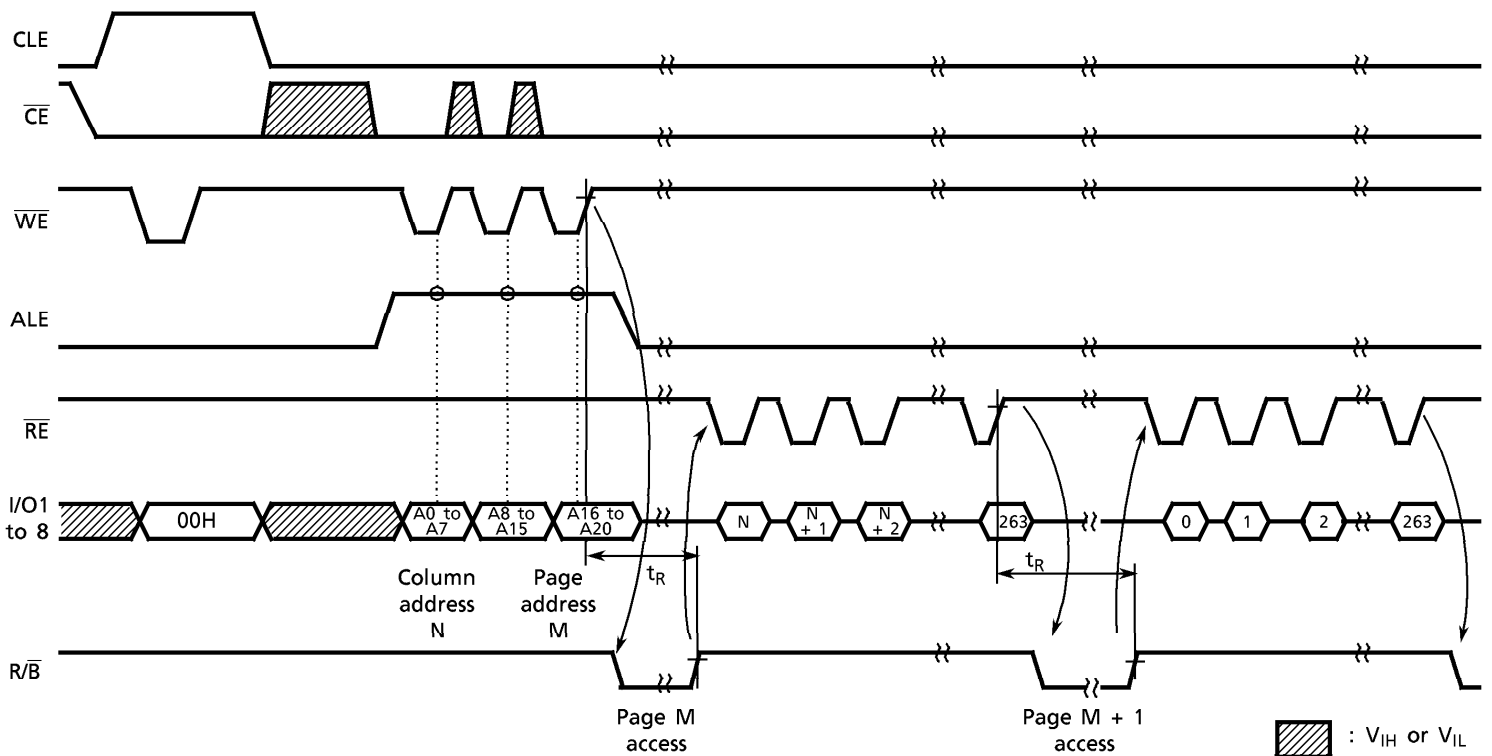 CLE
CE
WE
ALE
RE
I/O1
to 8
00H
A0 to
A7
A8 to
A15
A16 to
A20
N
N
+ 1
N
+ 2
263
0
1
2
263
tR
tR
Column
address
N
Page
address
M
R/B
Page M
access
Page M + 1
access
: VIH or VIL